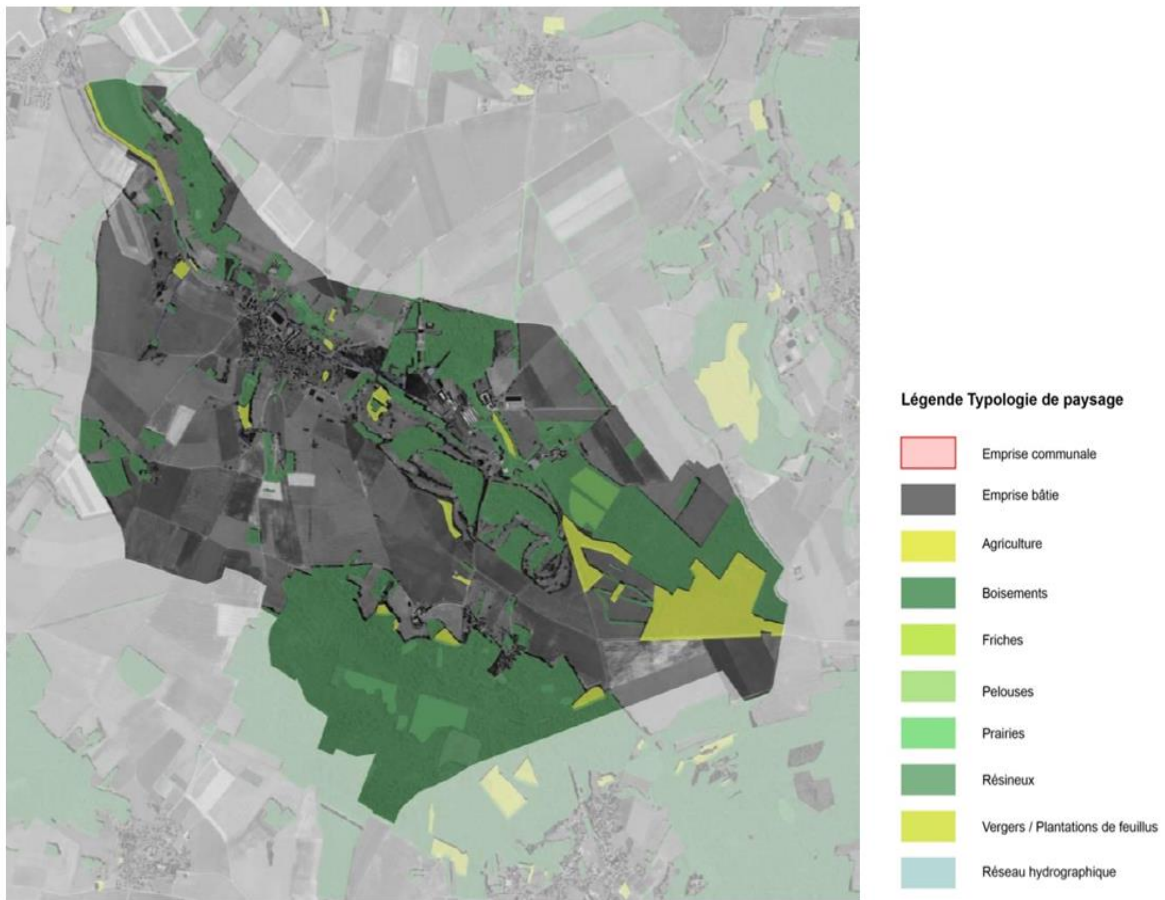 Légende Typologie de paysage
Emprise communale
Emprise bâtie
Agriculture
Boisements
Friches
Pelouses
Prairies
Résineux
Vergers / Plantations de feuillus
Réseau hydrographique